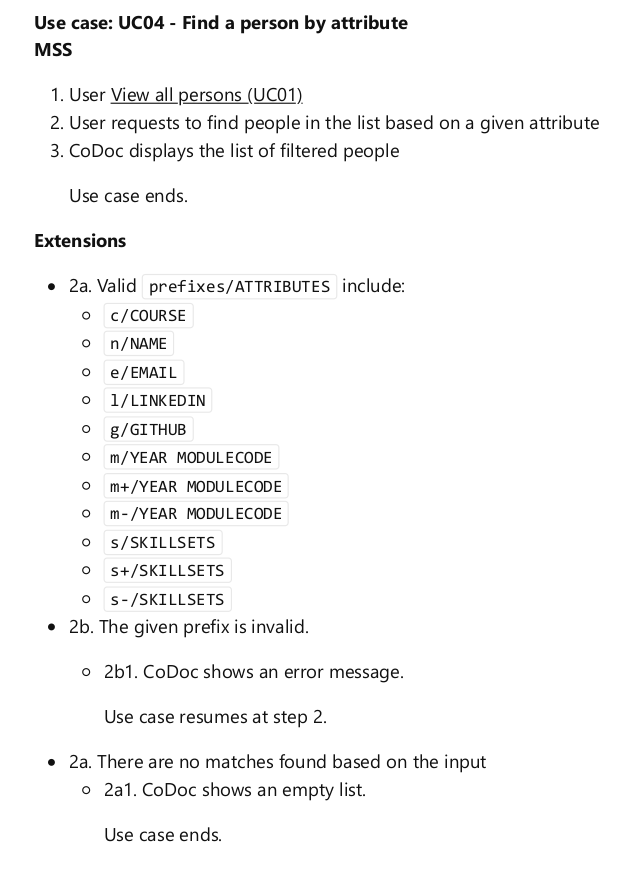 Use case: UC04 - Find a person by attribute
MSS
1. User View all persons (UC01)
2. User requests to find people in the list based on a given attribute
3. CoDoc displays the list of filtered people
Use case ends.
Extensions
• 2a. Valid prefixes/ATTRIBUTES include:
○ c/COURSE
○ n/NAME
○ e/EMAIL
○ l/LINKEDIN
○ g/GITHUB
○ m/YEAR MODULECODE
○ m+/YEAR MODULECODE
○ m-/YEAR MODULECODE
○ s/SKILLSETS
○ s+/SKILLSETS
○ s-/SKILLSETS
• 2b. The given prefix is invalid.
○ 2b1. CoDoc shows an error message.
Use case resumes at step 2.
• 2a. There are no matches found based on the input
○ 2a1. CoDoc shows an empty list.
Use case ends.